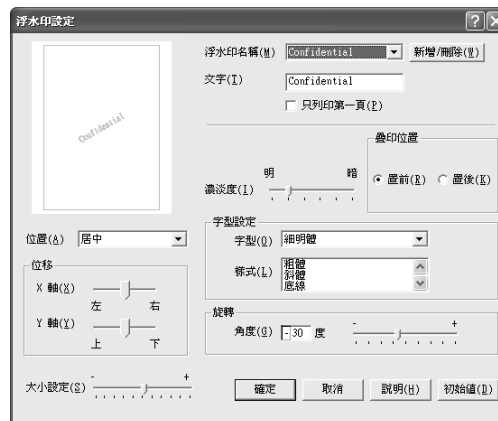 浮水印設定
Confidential
浮水印名稱(M) Confidential 新增/刪除(W)
文字(T) Confidential
只列印第一頁(P)
疊印位置
置前(R) 置後(K)
明 暗
濃淡度(I)
位置(A) 居中
字型設定
字型(O) 細明體
樣式(L) 粗體
斜體
底線
位移
X 軸(X)
左 右
Y 軸(Y)
上 下
旋轉
角度(G) -30 度 - +
大小設定(S) - +
確定 取消 說明(H) 初始值(D)